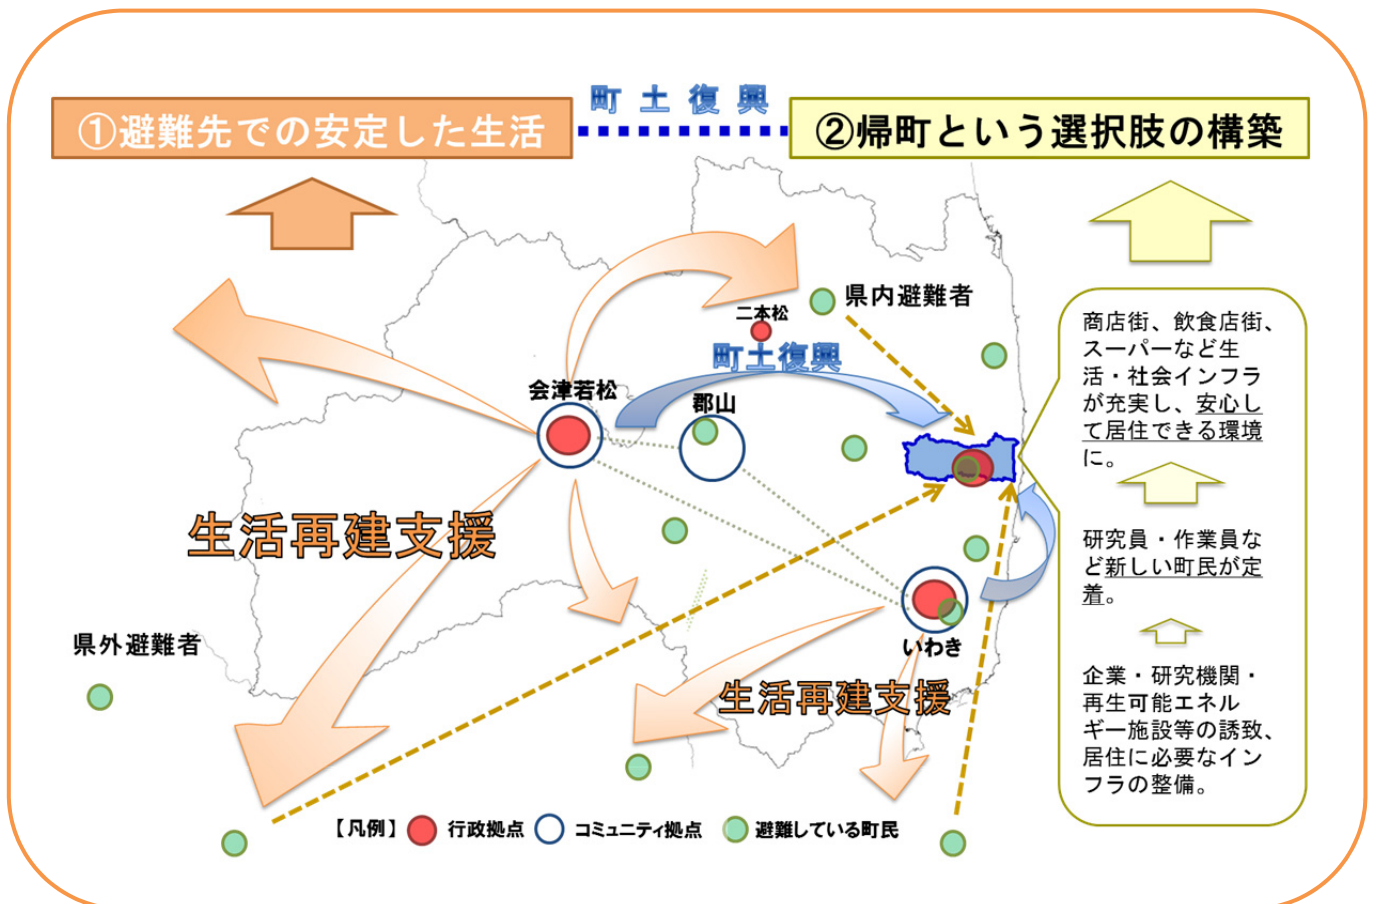 町土復興
①避難先での安定した生活
②帰町という選択肢の構築
県内避難者
二本松
町土復興
会津若松
郡山
商店街、飲食店街、
スーパーなど生
活・社会インフラ
が充実し、安心し
て居住できる環境
に。
生活再建支援
研究員・作業員な
ど新しい町民が定
着。
県外避難者
いわき
生活再建支援
企業・研究機関・
再生可能エネル
ギー施設等の誘致、
居住に必要なイン
フラの整備。
【凡例】 行政拠点 コミュニティ拠点 避難している町民